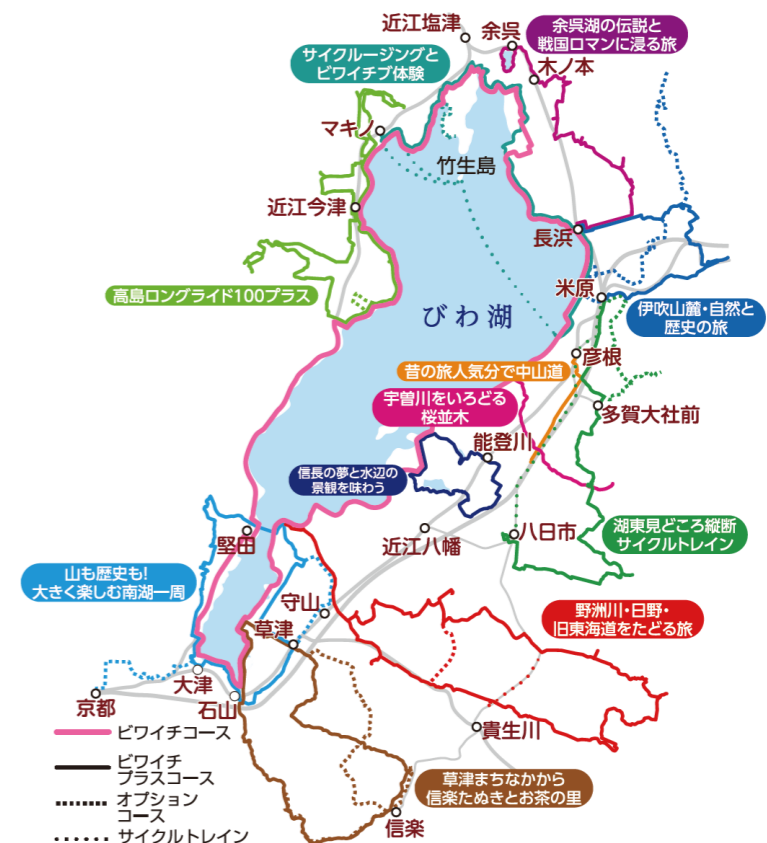 近江塩津
余呉
余呉湖の伝説と
戦国ロマンに浸る旅
サイクルージングと
ビワイチプ体験
木ノ本
マキノ
竹生島
近江今津
長浜
高島ロングライド100プラス
米原
びわ湖
伊吹山麓・自然と
歴史の旅
彦根
昔の旅人気分で中山道
宇曽川をいろどる
桜並木
多賀大社前
能登川
信長の夢と水辺の
景観を味わう
堅田
近江八幡
八日市
湖東見どころ縦断
サイクルトレイン
山も歴史も!
大きく楽しむ南湖一周
守山
野洲川・日野・
旧東海道をたどる旅
草津
大津
京都
石山
貴生川
ビワイチコース
ビワイチ
プラスコース
オプション
コース
サイクルトレイン
草津まちなかから
信楽たぬきとお茶の里
信楽